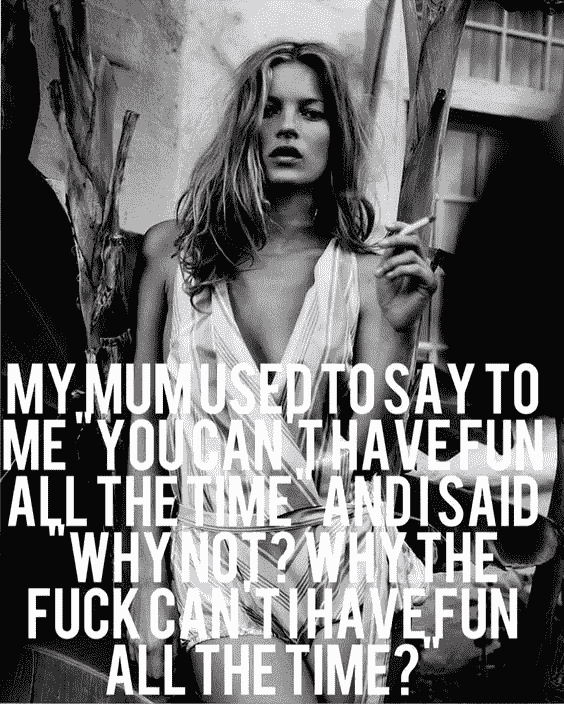 MY MUM USED TO SAY TO
ME "YOU CAN'T HAVE FUN
ALL THE TIME" AND I SAID
"WHY NOT? WHY THE
FUCK CAN'T I HAVE FUN
ALL THE TIME?"